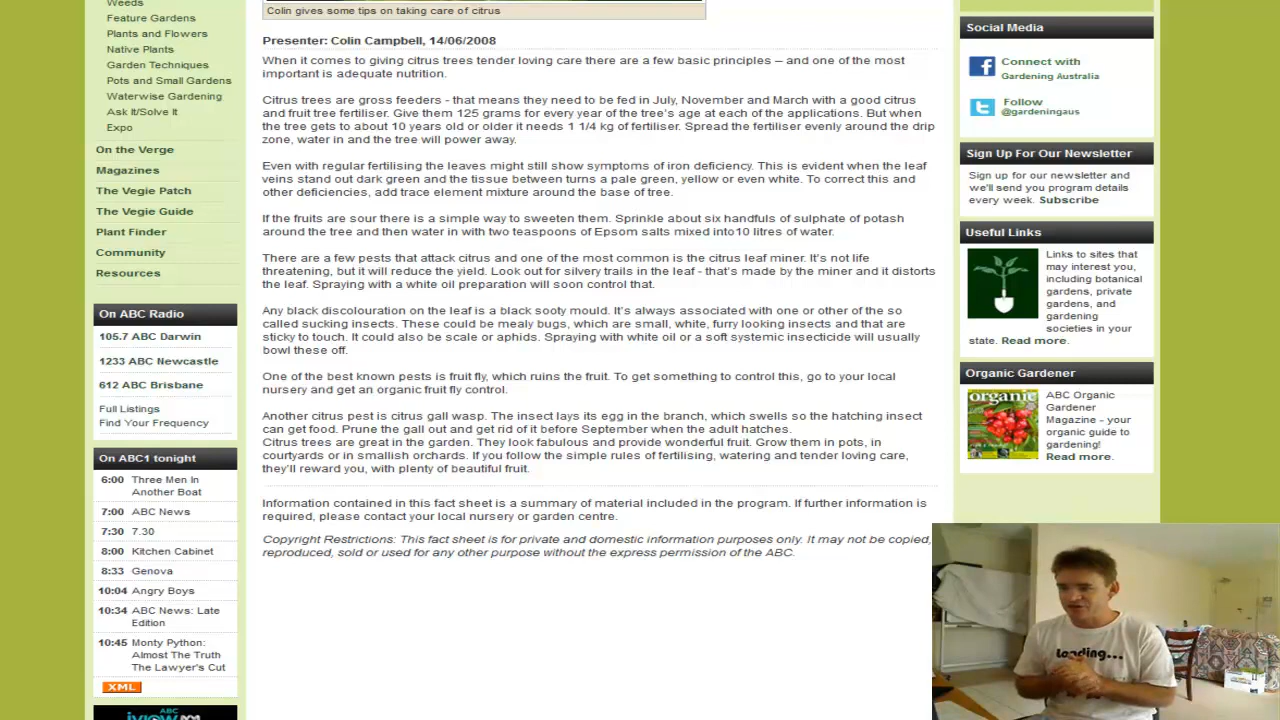 Weeds
Feature Gardens
Plants and Flowers
Native Plants
Garden Techniques
Pots and Small Gardens
Waterwise Gardening
Ask It/Solve It
Expo
On the Verge
Magazines
The Vegie Patch
The Vegie Guide
Plant Finder
Community
Resources
On ABC Radio
105.7 ABC Darwin
1233 ABC Newcastle
612 ABC Brisbane
Full Listings
Find Your Frequency
On ABC1 tonight
6:00 Three Men In
Another Boat
7:00 ABC News
7:30 7.30
8:00 Kitchen Cabinet
8:33 Genova
10:04 Angry Boys
10:34 ABC News: Late
Edition
10:45 Monty Python:
Almost The Truth
The Lawyer's Cut
XML
ABC
iview
Colin gives some tips on taking care of citrus
Presenter: Colin Campbell, 14/06/2008
When it comes to giving citrus trees tender loving care there are a few basic principles – and one of the most
important is adequate nutrition.
Citrus trees are gross feeders - that means they need to be fed in July, November and March with a good citrus
and fruit tree fertiliser. Give them 125 grams for every year of the tree's age at each of the applications. But when
the tree gets to about 10 years old or older it needs 1 1/4 kg of fertiliser. Spread the fertiliser evenly around the drip
zone, water in and the tree will power away.
Even with regular fertilising the leaves might still show symptoms of iron deficiency. This is evident when the leaf
veins stand out dark green and the tissue between turns a pale green, yellow or even white. To correct this and
other deficiencies, add trace element mixture around the base of tree.
If the fruits are sour there is a simple way to sweeten them. Sprinkle about six handfuls of sulphate of potash
around the tree and then water in with two teaspoons of Epsom salts mixed into10 litres of water.
There are a few pests that attack citrus and one of the most common is the citrus leaf miner. It's not life
threatening, but it will reduce the yield. Look out for silvery trails in the leaf - that's made by the miner and it distorts
the leaf. Spraying with a white oil preparation will soon control that.
Any black discolouration on the leaf is a black sooty mould. It's always associated with one or other of the so
called sucking insects. These could be mealy bugs, which are small, white, furry looking insects and that are
sticky to touch. It could also be scale or aphids. Spraying with white oil or a soft systemic insecticide will usually
bowl these off.
One of the best known pests is fruit fly, which ruins the fruit. To get something to control this, go to your local
nursery and get an organic fruit fly control.
Another citrus pest is citrus gall wasp. The insect lays its egg in the branch, which swells so the hatching insect
can get food. Prune the gall out and get rid of it before September when the adult hatches.
Citrus trees are great in the garden. They look fabulous and provide wonderful fruit. Grow them in pots, in
courtyards or in smallish orchards. If you follow the simple rules of fertilising, watering and tender loving care,
they'll reward you, with plenty of beautiful fruit.
Information contained in this fact sheet is a summary of material included in the program. If further information is
required, please contact your local nursery or garden centre.
Copyright Restrictions: This fact sheet is for private and domestic information purposes only. It may not be copied,
reproduced, sold or used for any other purpose without the express permission of the ABC.
Social Media
Connect with
Gardening Australia
Follow
@gardeningaus
Sign Up For Our Newsletter
Sign up for our newsletter and
we'll send you program details
every week. Subscribe
Useful Links
Links to sites that
may interest you,
including botanical
gardens, private
gardens, and
gardening
societies in your
state. Read more.
Organic Gardener
organic
ABC Organic
Gardener
Magazine - your
organic guide to
gardening!
Read more.
Loading...